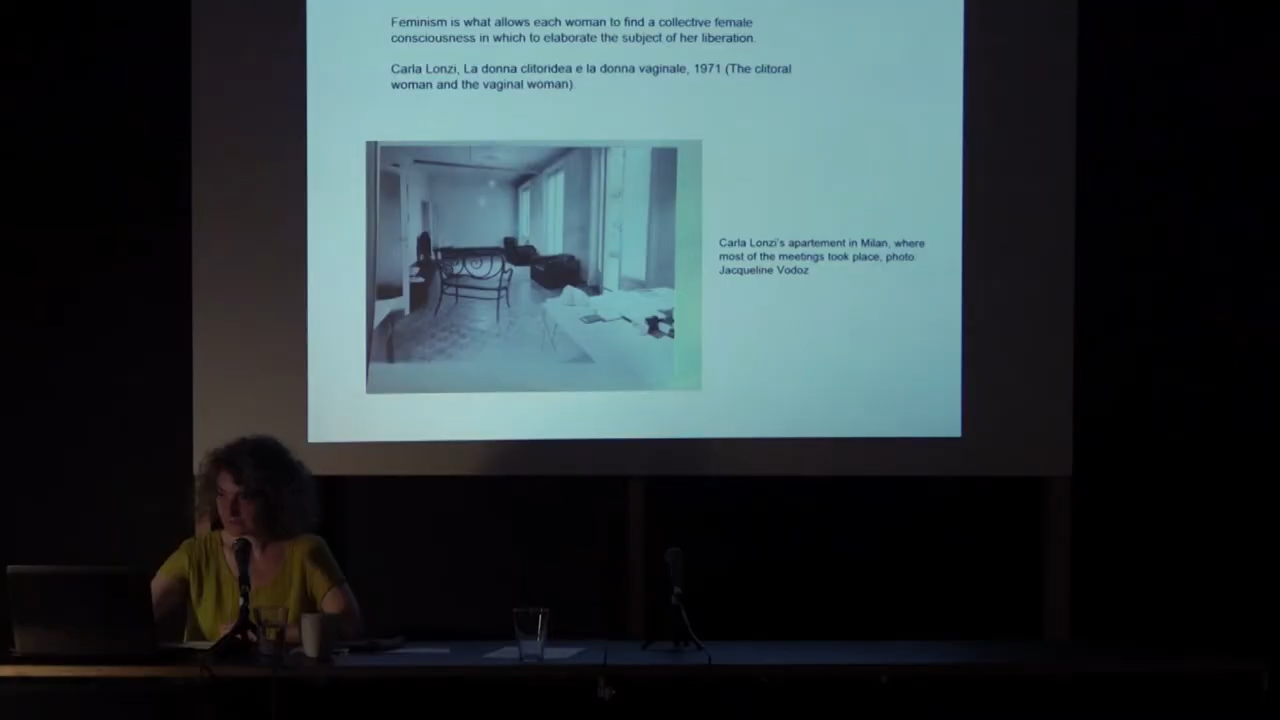 Feminism is what allows each woman to find a collective female
consciousness in which to elaborate the subject of her liberation.
Carla Lonzi, La donna clitoridea e la donna vaginale, 1971 (The clitoral
woman and the vaginal woman).
Carla Lonzi's apartement in Milan, where
most of the meetings took place, photo:
Jacqueline Vodoz